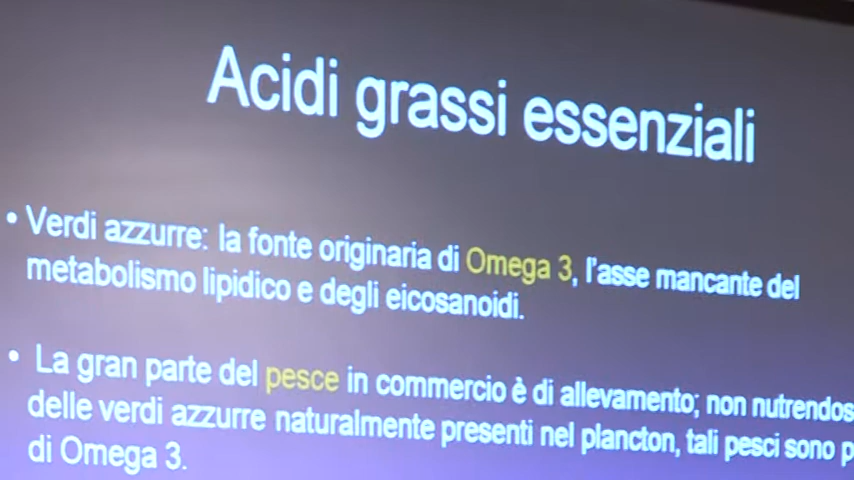 Acidi grassi essenziali
• Verdi azzurre: la fonte originaria di Omega 3, l'asse mancante del
metabolismo lipidico e degli eicosanoidi.
• La gran parte del pesce in commercio è di allevamento; non nutrendos
delle verdi azzurre naturalmente presenti nel plancton, tali pesci sono p
di Omega 3.